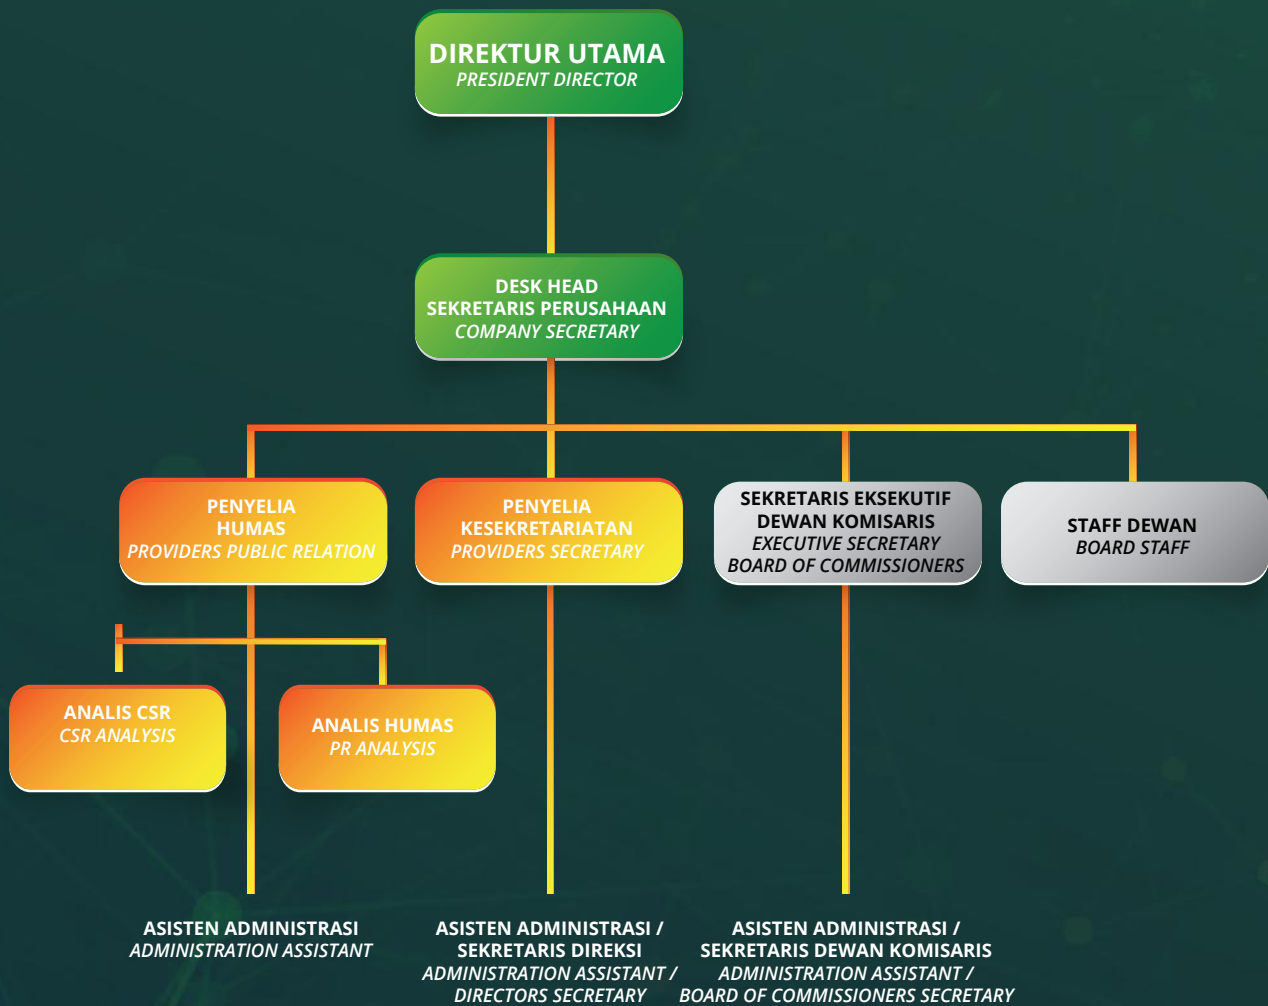 DIREKTUR UTAMA
PRESIDENT DIRECTOR
DESK HEAD
SEKRETARIS PERUSAHAAN
COMPANY SECRETARY
PENYELIA
HUMAS
PROVIDERS PUBLIC RELATION
PENYELIA
KESEKRETARIATAN
PROVIDERS SECRETARY
SEKRETARIS EKSEKUTIF
DEWAN KOMISARIS
EXECUTIVE SECRETARY
BOARD OF COMMISSIONERS
STAFF DEWAN
BOARD STAFF
ANALIS CSR
CSR ANALYSIS
ANALIS HUMAS
PR ANALYSIS
ASISTEN ADMINISTRASI
ADMINISTRATION ASSISTANT
ASISTEN ADMINISTRASI /
SEKRETARIS DIREKSI
ADMINISTRATION ASSISTANT /
DIRECTORS SECRETARY
ASISTEN ADMINISTRASI /
SEKRETARIS DEWAN KOMISARIS
ADMINISTRATION ASSISTANT /
BOARD OF COMMISSIONERS SECRETARY